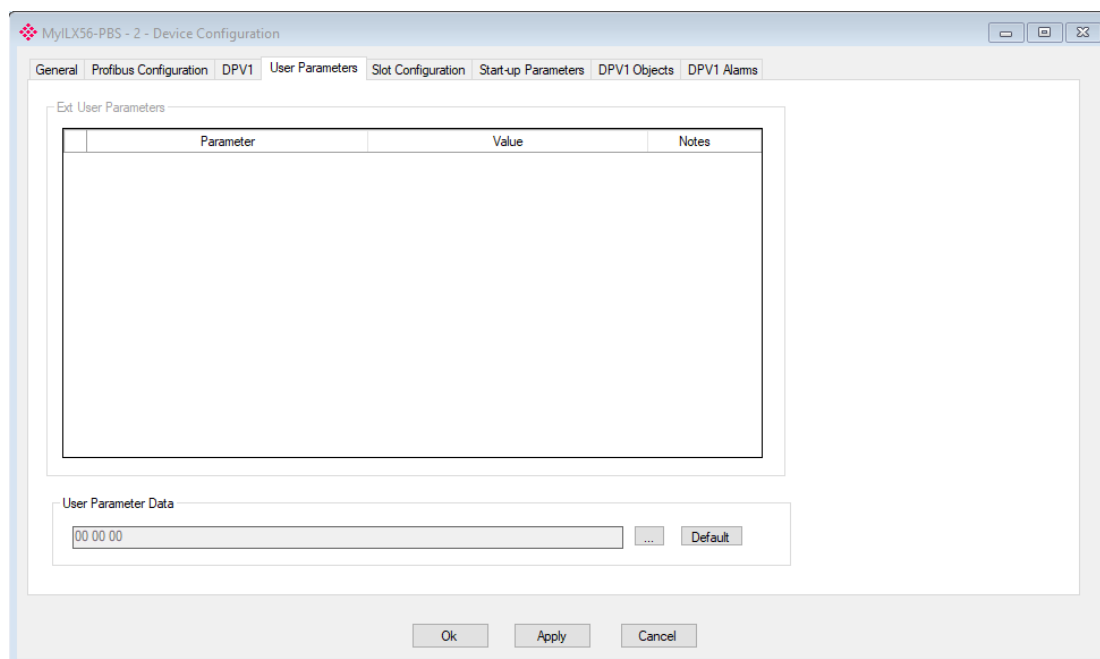 MyILX56-PBS - 2 - Device Configuration
General Profibus Configuration DPV1 User Parameters Slot Configuration Start-up Parameters DPV1 Objects DPV1 Alarms
Ext User Parameters
Parameter Value Notes
User Parameter Data
00 00 00 ... Default
Ok Apply Cancel